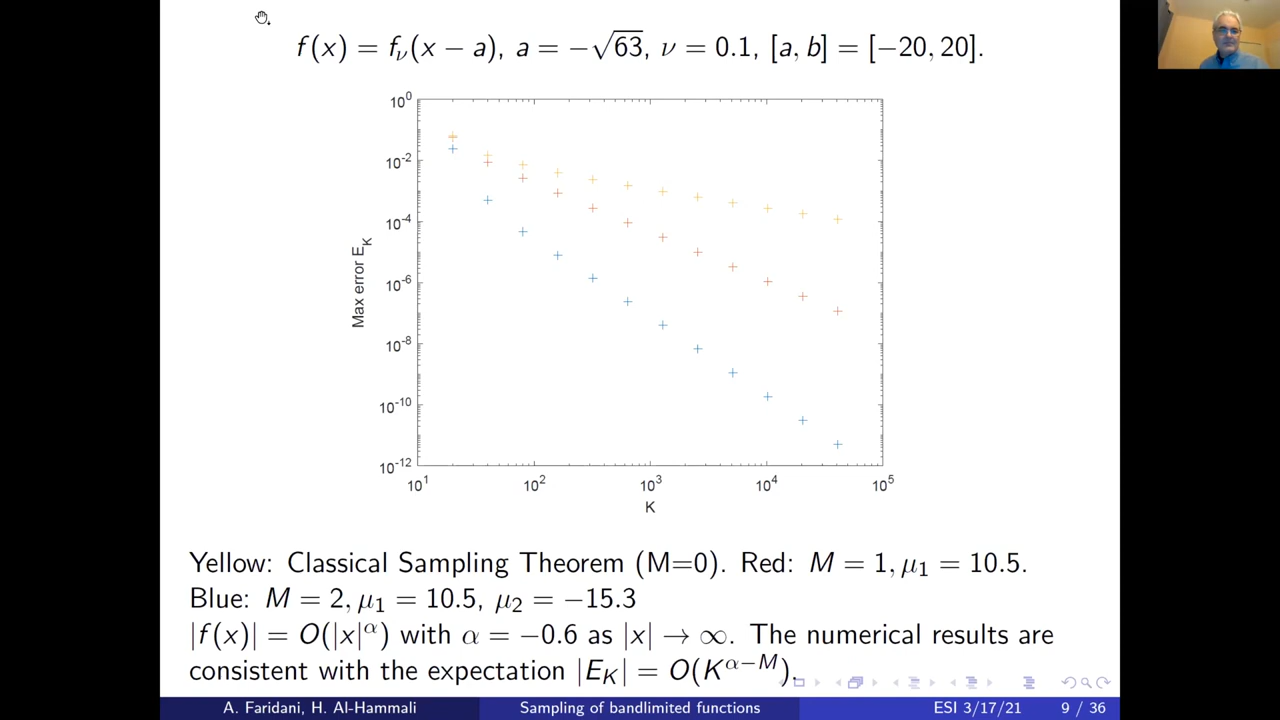 f(x) = f_ν(x − a), a = −√63, ν = 0.1, [a, b] = [−20, 20].
10^0
10^-2
10^-4
10^-6
10^-8
10^-10
10^-12
Max error E_K
10^1 10^2 10^3 10^4 10^5
K
Yellow: Classical Sampling Theorem (M=0). Red: M = 1, μ_1 = 10.5.
Blue: M = 2, μ_1 = 10.5, μ_2 = −15.3
|f(x)| = O(|x|^α) with α = −0.6 as |x| → ∞. The numerical results are
consistent with the expectation |E_K| = O(K^{α−M}).
A. Faridani, H. Al-Hammali Sampling of bandlimited functions ESI 3/17/21 9 / 36